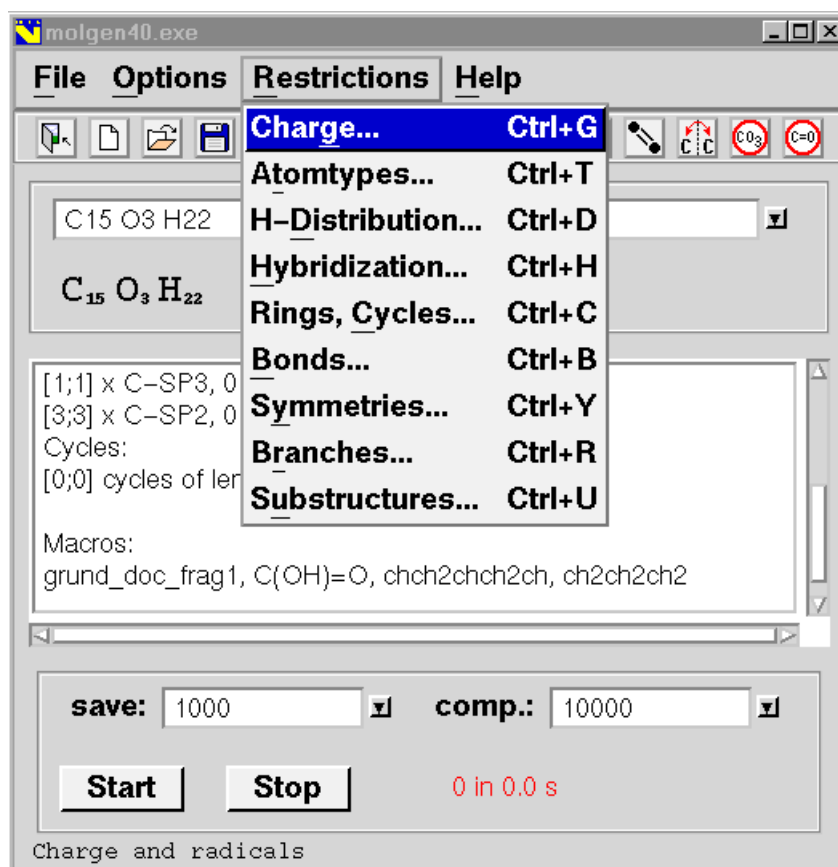 molgen40.exe
File Options Restrictions Help
Charge... Ctrl+G
Atomtypes... Ctrl+T
H-Distribution... Ctrl+D
Hybridization... Ctrl+H
Rings, Cycles... Ctrl+C
Bonds... Ctrl+B
Symmetries... Ctrl+Y
Branches... Ctrl+R
Substructures... Ctrl+U
C C CO₃ C=O
C15 O3 H22
C₁₅ O₃ H₂₂
[1;1] x C-SP3, 0
[3;3] x C-SP2, 0
Cycles:
[0;0] cycles of
Macros:
grund_doc_frag1, C(OH)=O, chch2chch2ch, ch2ch2ch2
save: 1000 comp.: 10000
Start Stop 0 in 0.0 s
Charge and radicals